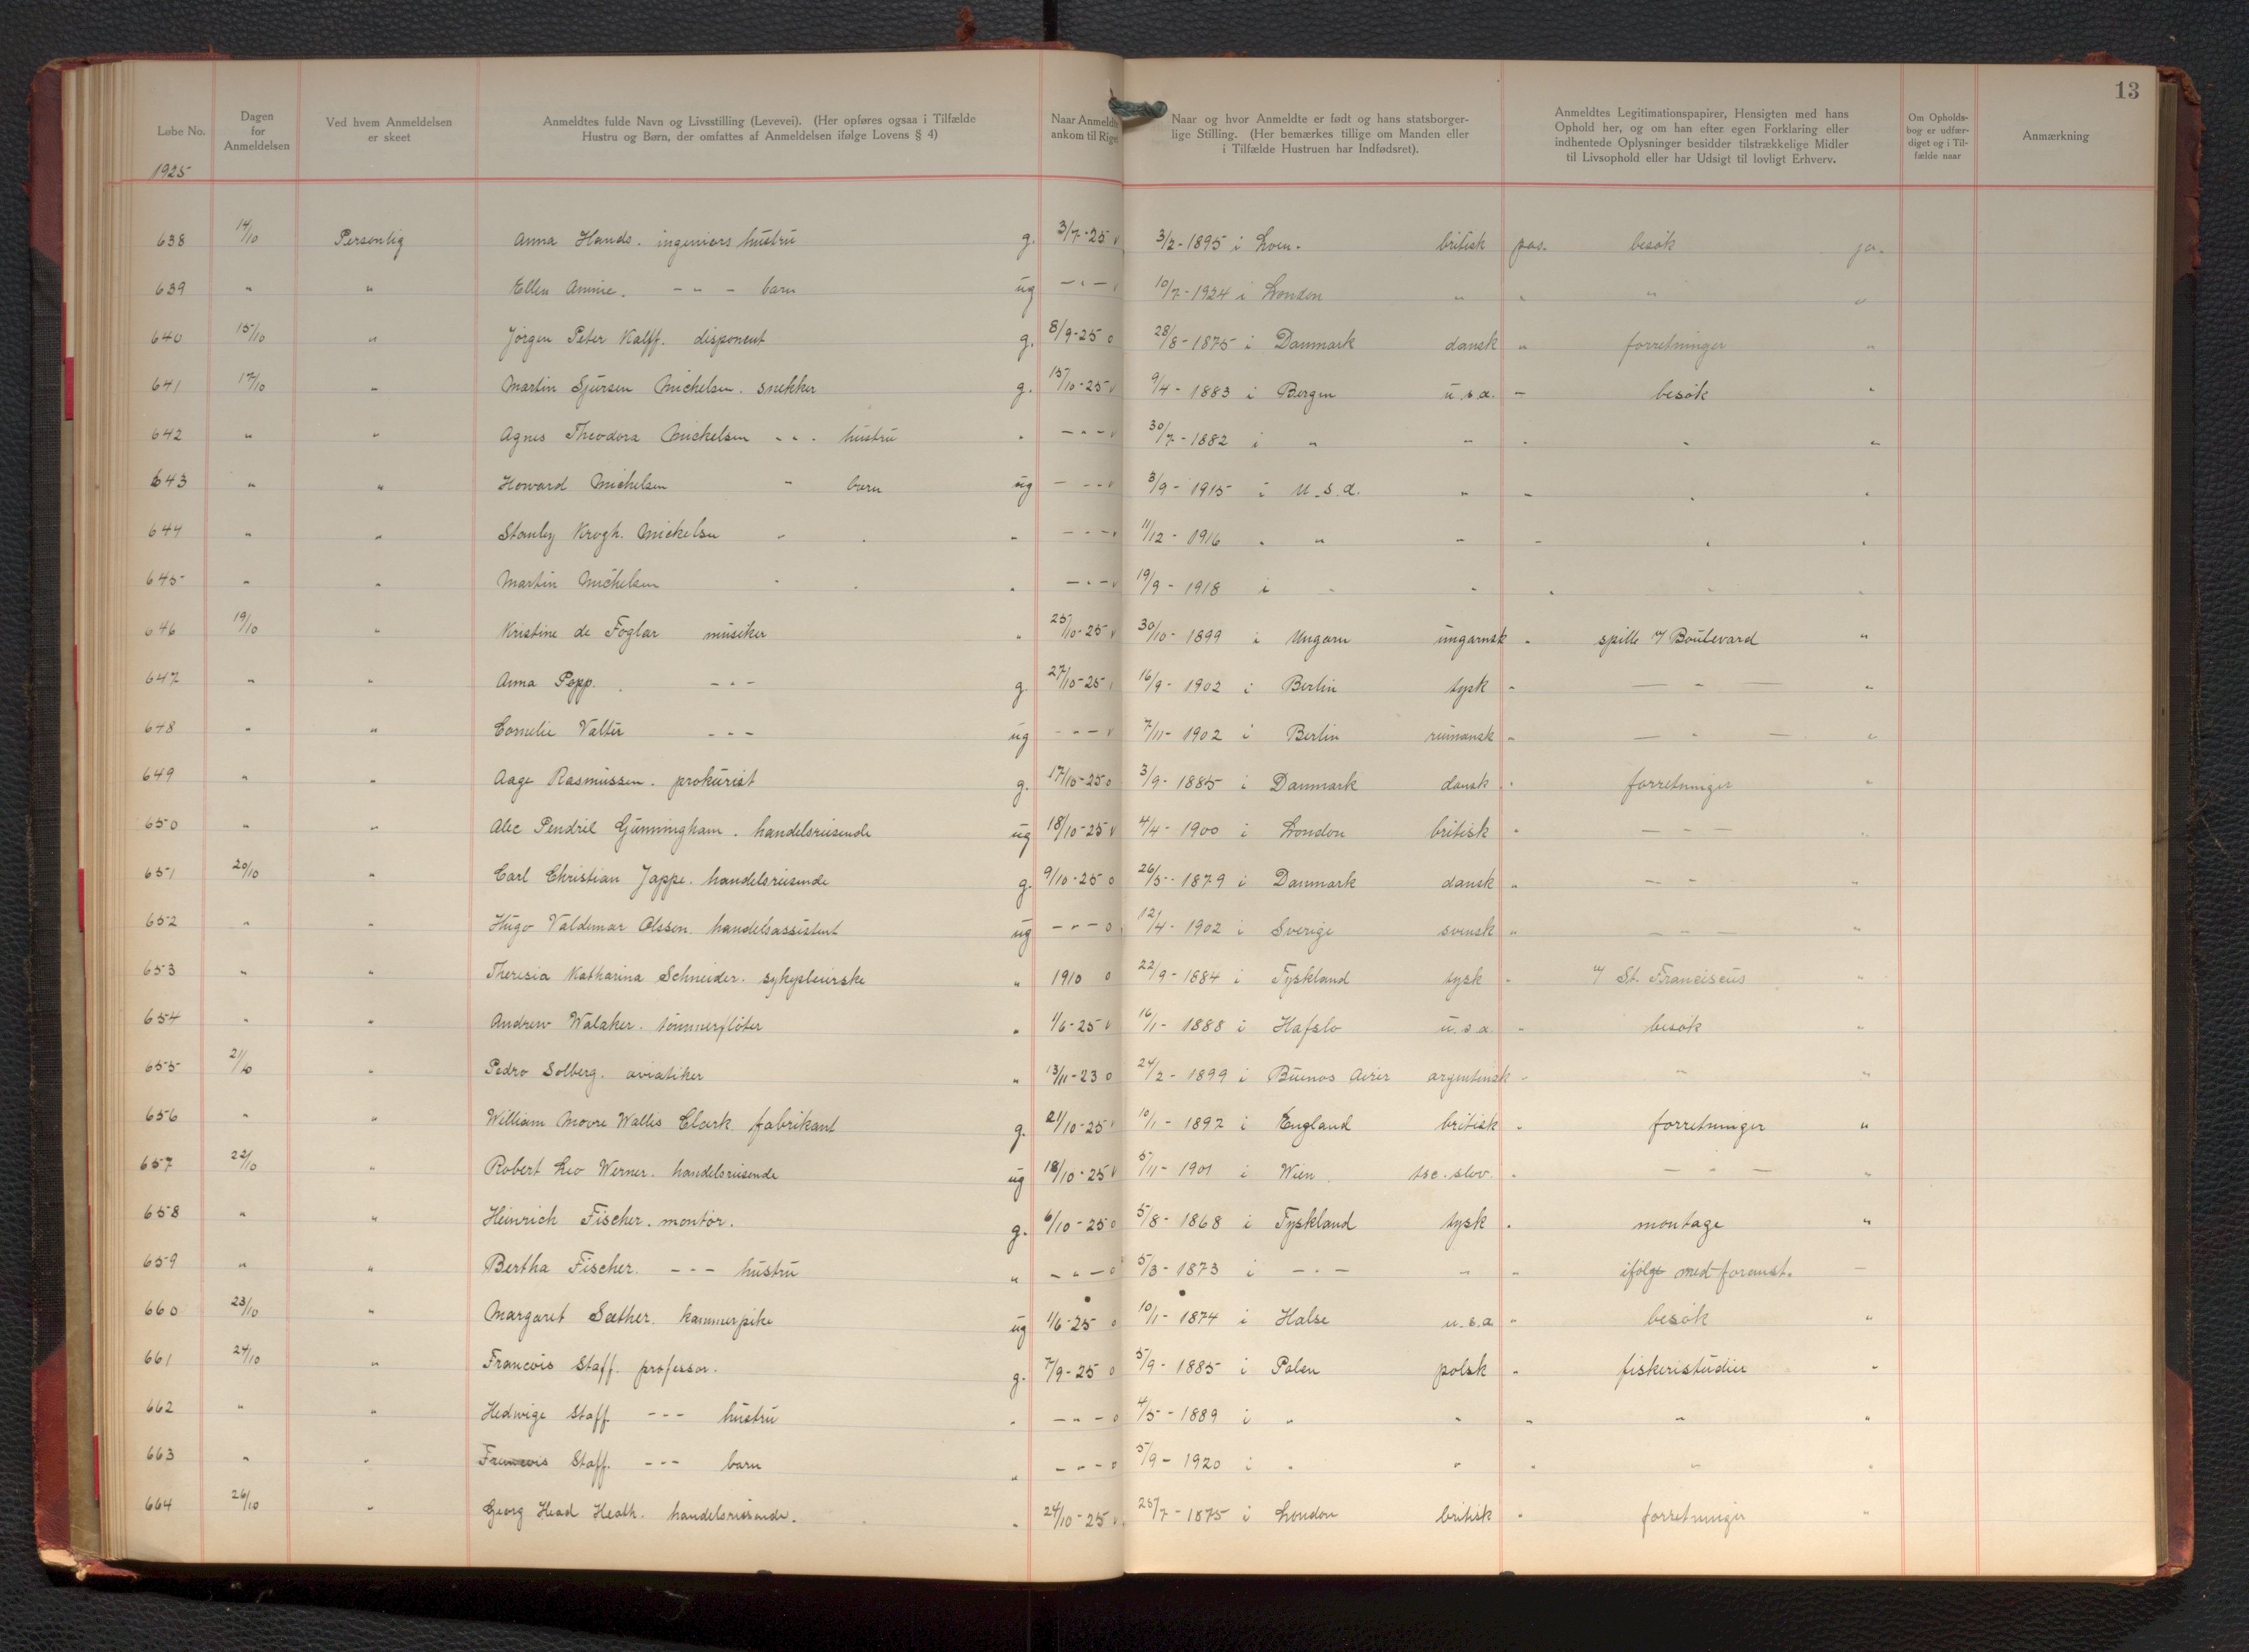 13
Løbe No. Dagen for Anmeldelsen Ved hvem Anmeldelsen er skeet Anmeldtes fulde Navn og Livsstilling (Levevei). (Her opføres ogsaa i Tilfælde Hustru og Børn, der omfattes af Anmeldelsen ifølge Lovens § 4) Naar Anmeldte ankom til Riget Naar og hvor Anmeldte er født og hans statsborgerlige Stilling. (Her bemærkes tillige om Manden eller i Tilfælde Hustruen har Indfødsret). Anmeldtes Legitimationspapirer, Hensigten med hans Ophold her, og om han efter egen Forklaring eller indhentede Oplysninger besidder tilstrækkelige Midler til Livsophold eller har Udsigt til lovligt Erhverv. Om Opholdsbog er udfærdiget og i Tilfælde naar Anmærkning
1925
638 14/10 Personlig Anna Hands. ingeniørs hustru g. 3/7-25 v 3/2-1895 i britisk pas. besøk ja.
639 " " Ellen Annie. - " - barn ug - " - v 10/7-1924 i London " " " "
640 15/10 " Jørgen Peter Kalff. disponent g. 8/9-25 o 28/8-1875 i Danmark dansk " forretninger "
641 17/10 " Martin Sjursen Mickelsen. snekker g. 15/10-25 v 9/4-1883 i Bergen u.s.a. " besøk "
642 " " Agnes Theodora Mickelsen - " - hustru " - " - v 30/7-1882 i " " " " "
643 " " Howard Mickelsen " barn ug - " - v 3/9-1915 i U.S.A. " " " "
644 " " Stanley Krogh. Mickelsen " " " - " - v 11/12-1916 " " " " " "
645 " " Martin Mickelsen " " " - " - v 19/9-1918 i " " " " "
646 19/10 " Kristine de Foglar musiker " 25/10-25 v 30/10-1899 i Ungarn ungarnsk " spille v/ Boulevard "
647 " " Anna Popp. - " - g. 27/10-25 16/9-1902 i Berlin tysk " - " - "
648 " " Cornelie Valter - " - ug - " - v 7/11-1902 i Berlin rumansk " - " - "
649 " " Aage Rasmussen. prokurist g. 17/10-25 o 3/9-1885 i Danmark dansk " forretninger "
650 " " Alec Pendril Gunningham. handelsreisende ug 18/10-25 v 4/4-1900 i London britisk " - " - "
651 20/10 " Carl Christian Jappe. handelsreisende g. 9/10-25 o 26/5-1879 i Danmark dansk " - " "
652 " " Hugo Valdemar Olsson. handelsassistent ug - " - o 12/4-1902 i Sverige svensk " - " - "
653 " " Theresia Katharina Schneider. sykepleierske " 1910 o 22/9-1884 i Tyskland tysk " v/ St. Franciscus "
654 " " Andrew Walaker. tømmerfløter " 1/6-25 v 16/1-1888 i Hafslo u.s.a " besøk "
655 21/10 " Pedro Solberg. aviatiker " 13/11-23 o 24/2-1899 i Buenos Aires argentinsk " " "
656 " " William Moore Wallis Clark. fabrikant g. 21/10-25 10/1-1892 i England britisk " forretninger "
657 22/10 " Robert Leo Werner. handelsreisende ug 18/10-25 v 5/11-1901 i Wien tsc.slov. " - " - "
658 " " Heinrich Fischer. montør. g. 6/10-25 o 5/8-1868 i Tyskland tysk " montage "
659 " " Bertha Fischer. - " - hustru " - " - o 5/3-1873 i - " - " " ifølge med foranst. -
660 23/10 " Margaret Sæther. kammerpike ug 1/6-25 o 10/1-1874 i Halse u.s.a " besøk "
661 24/10 " Francois Staff. professor. g. 7/9-25 o 5/9-1885 i Polen polsk " fiskeristudier "
662 " " Hedwige Staff - " - hustru " - " - o 4/5-1889 i " " " " "
663 " " Francois Staff. - " - barn " - " - o 5/9-1920 i " " " " "
664 26/10 " Georg Head Heath. handelsreisende. " 24/10-25 v. 25/7-1875 i London britisk " forretninger "